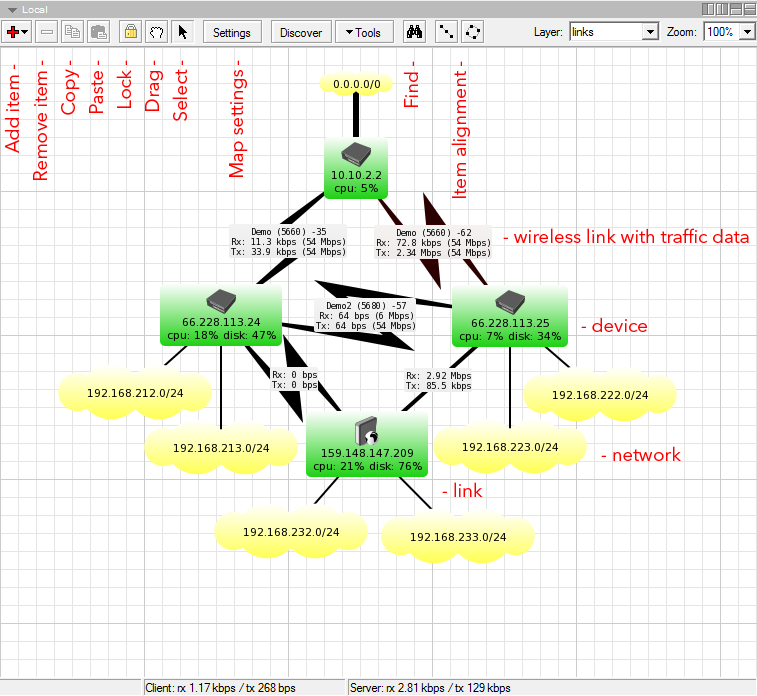 Local
Settings
Discover
Tools
Layer:
links
Zoom:
100%
Add item -
Remove item -
Copy -
Paste -
Lock -
Drag -
Select -
Map settings -
Find -
Item alignment -
0.0.0.0/0
10.10.2.2
cpu: 5%
Demo (5660) -35
Rx: 11.3 kbps (54 Mbps)
Tx: 33.9 kbps (54 Mbps)
Demo (5660) -62
Rx: 72.8 kbps (54 Mbps)
Tx: 2.34 Mbps (54 Mbps)
- wireless link with traffic data
66.228.113.24
cpu: 18% disk: 47%
Demo2 (5680) -57
Rx: 64 bps (6 Mbps)
Tx: 64 bps (54 Mbps)
66.228.113.25
cpu: 7% disk: 34%
- device
Rx: 0 bps
Tx: 0 bps
Rx: 2.92 Mbps
Tx: 85.5 kbps
192.168.212.0/24
192.168.222.0/24
192.168.213.0/24
159.148.147.209
cpu: 21% disk: 76%
192.168.223.0/24
- network
- link
192.168.232.0/24
192.168.233.0/24
Client: rx 1.17 kbps / tx 268 bps
Server: rx 2.81 kbps / tx 129 kbps